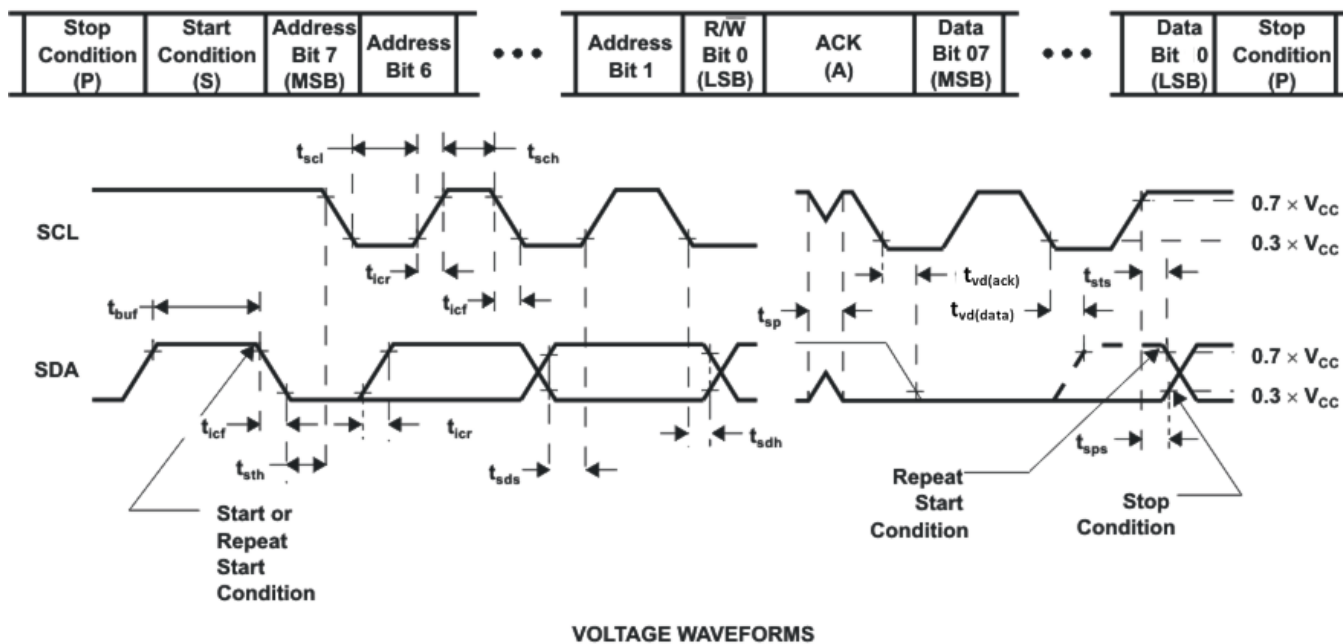 Stop
Condition
(P)
Start
Condition
(S)
Address
Bit 7
(MSB)
Address
Bit 6
•••
Address
Bit 1
R/W̅
Bit 0
(LSB)
ACK
(A)
Data
Bit 07
(MSB)
•••
Data
Bit 0
(LSB)
Stop
Condition
(P)
tscl
tsch
SCL
0.7 × VCC
0.3 × VCC
ticr
ticf
tvd(ack)
tsts
tbuf
tsp
tvd(data)
SDA
0.7 × VCC
0.3 × VCC
ticf
ticr
tsdh
tsth
tsds
tsps
Start or
Repeat
Start
Condition
Repeat
Start
Condition
Stop
Condition
VOLTAGE WAVEFORMS